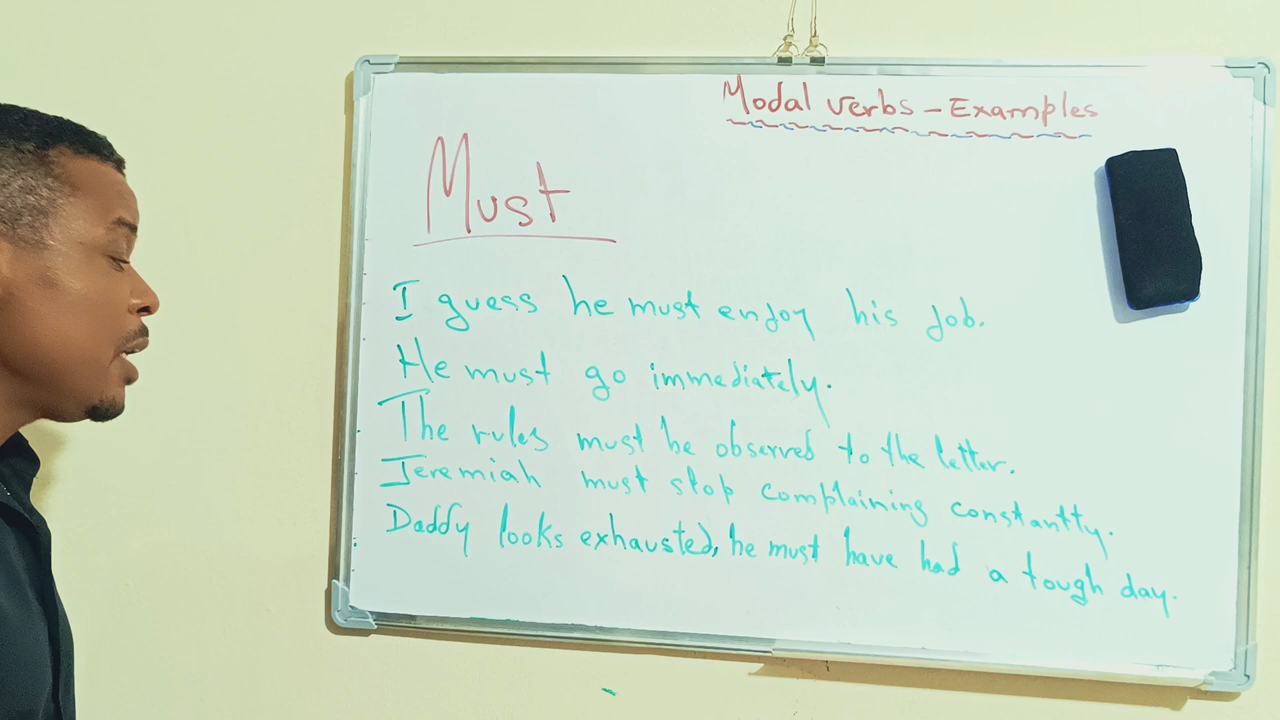 Modal verbs - Examples
Must
I guess he must enjoy his job.
He must go immediately.
The rules must be observed to the letter.
Jeremiah must stop complaining constantly.
Daddy looks exhausted, he must have had a tough day.